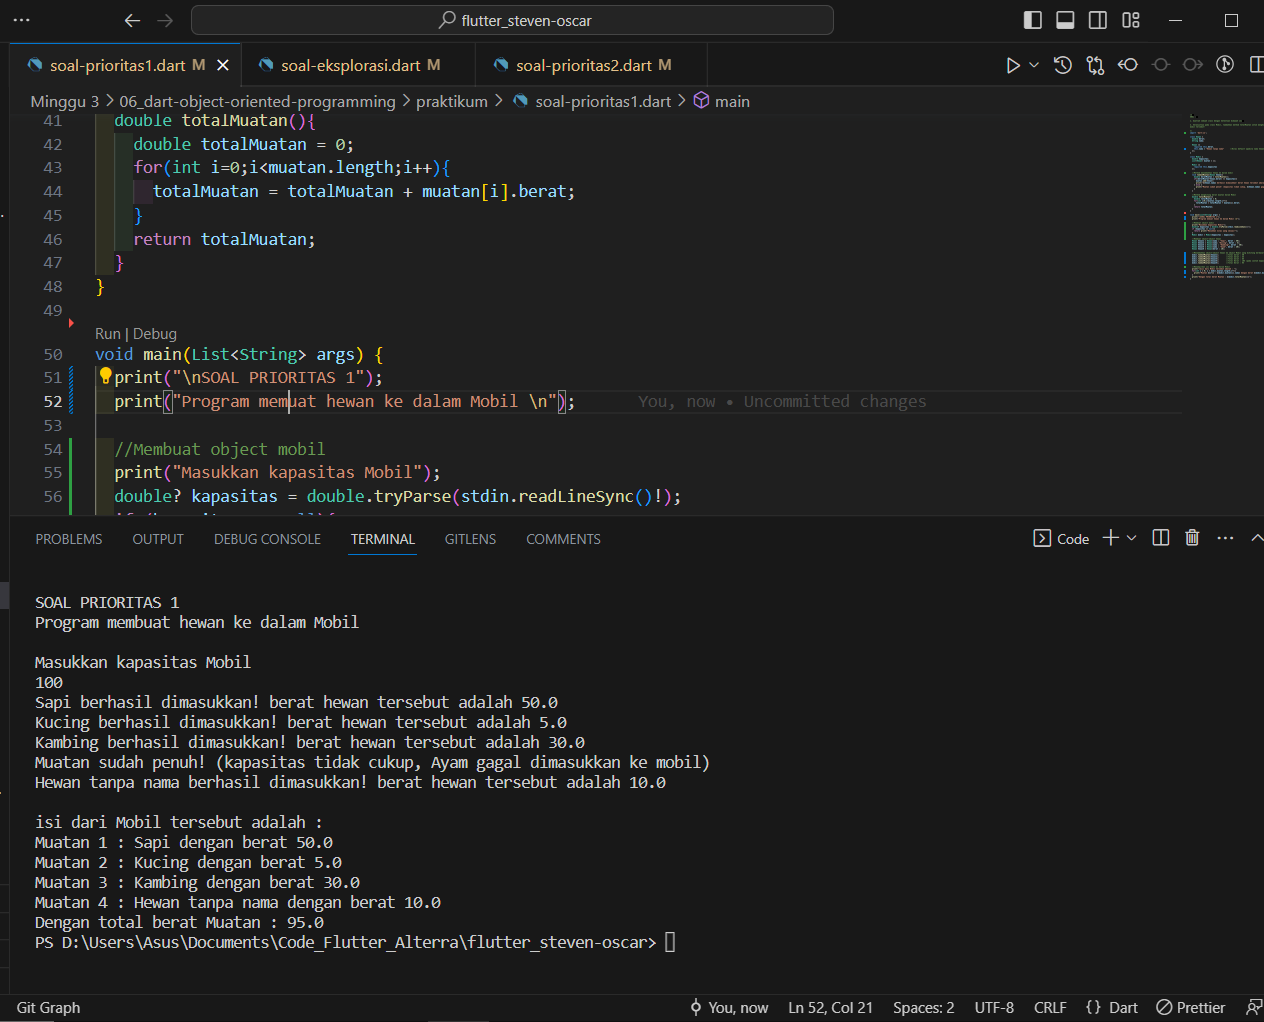 flutter_steven-oscar
soal-prioritas1.dart M
soal-eksplorasi.dart M
soal-prioritas2.dart M
Minggu 3 > 06_dart-object-oriented-programming > praktikum > soal-prioritas1.dart > main
41 double totalMuatan(){
42 double totalMuatan = 0;
43 for(int i=0;i<muatan.length;i++){
44 totalMuatan = totalMuatan + muatan[i].berat;
45 }
46 return totalMuatan;
47 }
48 }
49
Run | Debug
50 void main(List<String> args) {
51 print("\nSOAL PRIORITAS 1");
52 print("Program memuat hewan ke dalam Mobil \n"); You, now • Uncommitted changes
53
54 //Membuat object mobil
55 print("Masukkan kapasitas Mobil");
56 double? kapasitas = double.tryParse(stdin.readLineSync()!);
PROBLEMS OUTPUT DEBUG CONSOLE TERMINAL GITLENS COMMENTS Code
SOAL PRIORITAS 1
Program membuat hewan ke dalam Mobil
Masukkan kapasitas Mobil
100
Sapi berhasil dimasukkan! berat hewan tersebut adalah 50.0
Kucing berhasil dimasukkan! berat hewan tersebut adalah 5.0
Kambing berhasil dimasukkan! berat hewan tersebut adalah 30.0
Muatan sudah penuh! (kapasitas tidak cukup, Ayam gagal dimasukkan ke mobil)
Hewan tanpa nama berhasil dimasukkan! berat hewan tersebut adalah 10.0
isi dari Mobil tersebut adalah :
Muatan 1 : Sapi dengan berat 50.0
Muatan 2 : Kucing dengan berat 5.0
Muatan 3 : Kambing dengan berat 30.0
Muatan 4 : Hewan tanpa nama dengan berat 10.0
Dengan total berat Muatan : 95.0
PS D:\Users\Asus\Documents\Code_Flutter_Alterra\flutter_steven-oscar>
Git Graph You, now Ln 52, Col 21 Spaces: 2 UTF-8 CRLF {} Dart Prettier